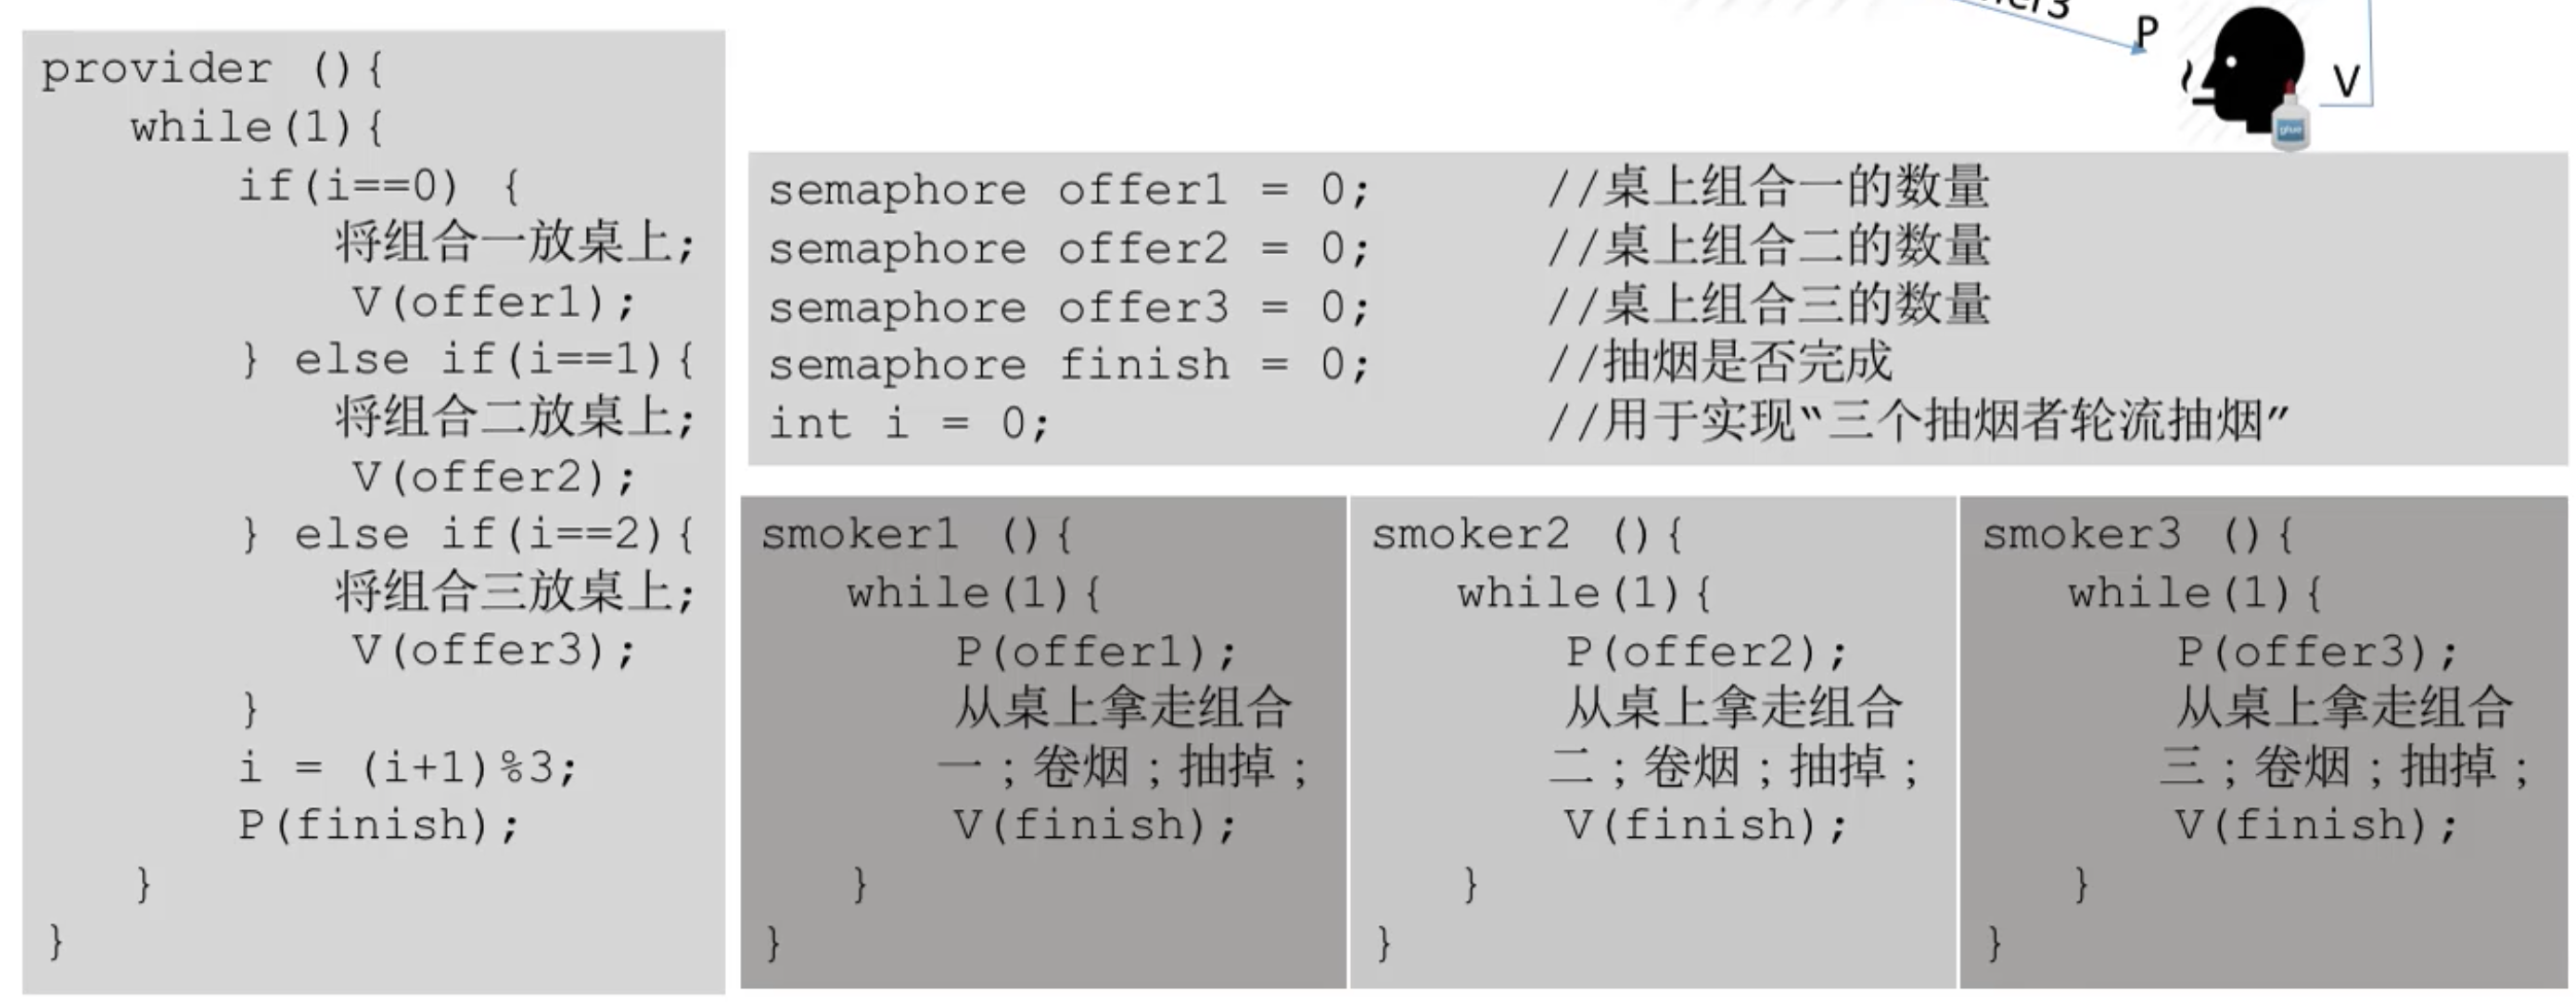 P
V
glue
provider (){
while(1){
if(i==0) {
将组合一放桌上;
V(offer1);
} else if(i==1){
将组合二放桌上;
V(offer2);
} else if(i==2){
将组合三放桌上;
V(offer3);
}
i = (i+1)%3;
P(finish);
}
}
semaphore offer1 = 0; //桌上组合一的数量
semaphore offer2 = 0; //桌上组合二的数量
semaphore offer3 = 0; //桌上组合三的数量
semaphore finish = 0; //抽烟是否完成
int i = 0; //用于实现“三个抽烟者轮流抽烟”
smoker1 (){
while(1){
P(offer1);
从桌上拿走组合
一；卷烟；抽掉；
V(finish);
}
}
smoker2 (){
while(1){
P(offer2);
从桌上拿走组合
二；卷烟；抽掉；
V(finish);
}
}
smoker3 (){
while(1){
P(offer3);
从桌上拿走组合
三；卷烟；抽掉；
V(finish);
}
}